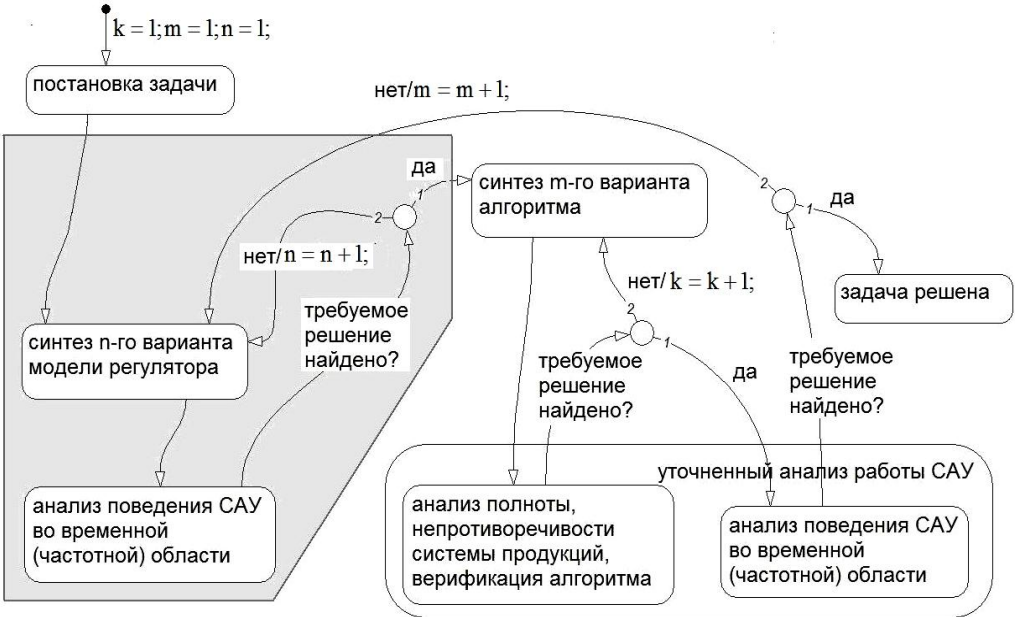 k = 1; m = 1; n = 1;
постановка задачи
нет/m = m + 1;
да
1
2
синтез m-го варианта
алгоритма
2
1
да
нет/n = n + 1;
нет/ k = k + 1;
задача решена
требуемое
решение
найдено?
2
1
синтез n-го варианта
модели регулятора
требуемое
решение
найдено?
да
требуемое
решение
найдено?
уточненный анализ работы САУ
анализ поведения САУ
во временной
(частотной) области
анализ полноты,
непротиворечивости
системы продукций,
верификация алгоритма
анализ поведения САУ
во временной
(частотной) области